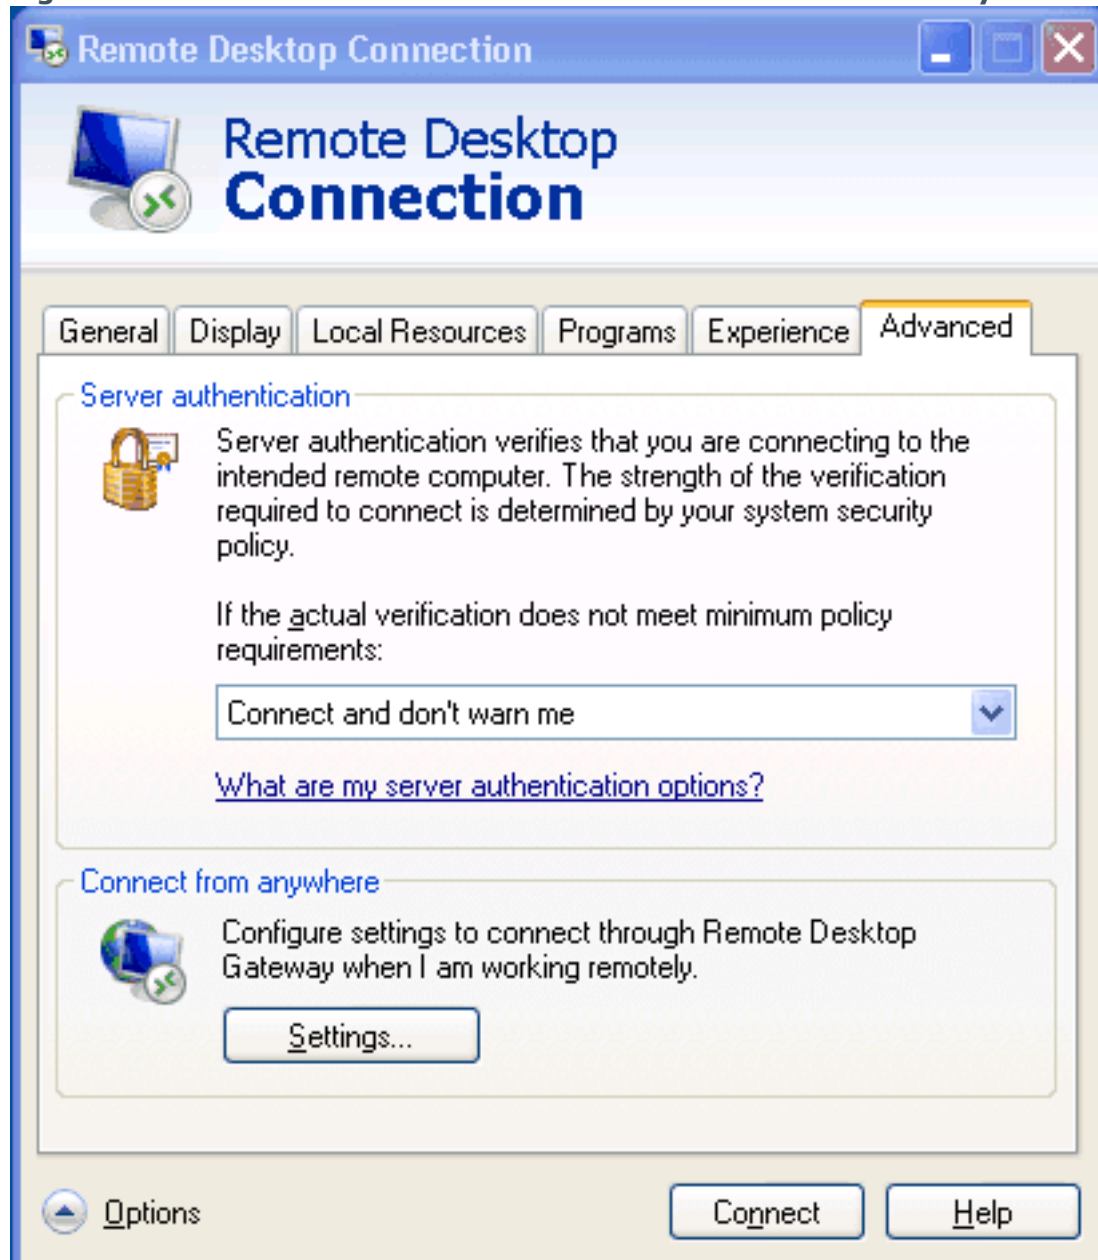 Remote Desktop Connection
Remote Desktop
Connection
General Display Local Resources Programs Experience Advanced
Server authentication
Server authentication verifies that you are connecting to the
intended remote computer. The strength of the verification
required to connect is determined by your system security
policy.
If the actual verification does not meet minimum policy
requirements:
Connect and don't warn me
What are my server authentication options?
Connect from anywhere
Configure settings to connect through Remote Desktop
Gateway when I am working remotely.
Settings...
Options Connect Help